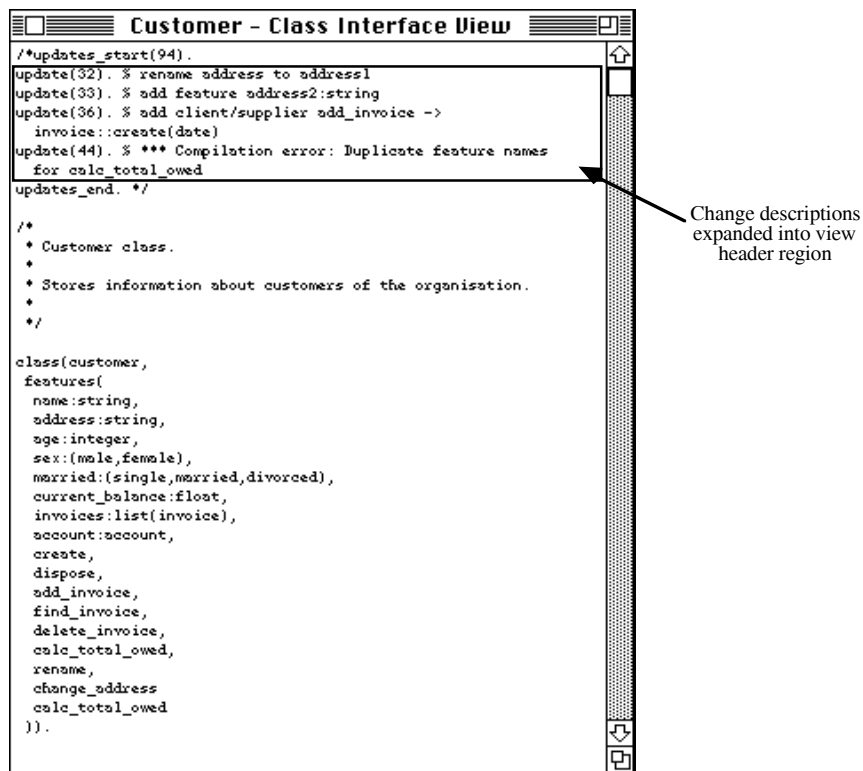 Customer - Class Interface View
/*updates_start(94).
update(32). % rename address to address1
update(33). % add feature address2:string
update(36). % add client/supplier add_invoice ->
invoice::create(date)
update(44). % *** Compilation error: Duplicate feature names
for calc_total_owed
updates_end. */
/*
* Customer class.
*
* Stores information about customers of the organisation.
*
*/
class(customer,
features(
name:string,
address:string,
age:integer,
sex:(male,female),
married:(single,married,divorced),
current_balance:float,
invoices:list(invoice),
account:account,
create,
dispose,
add_invoice,
find_invoice,
delete_invoice,
calc_total_owed,
rename,
change_address
calc_total_owed
)).
Change descriptions
expanded into view
header region